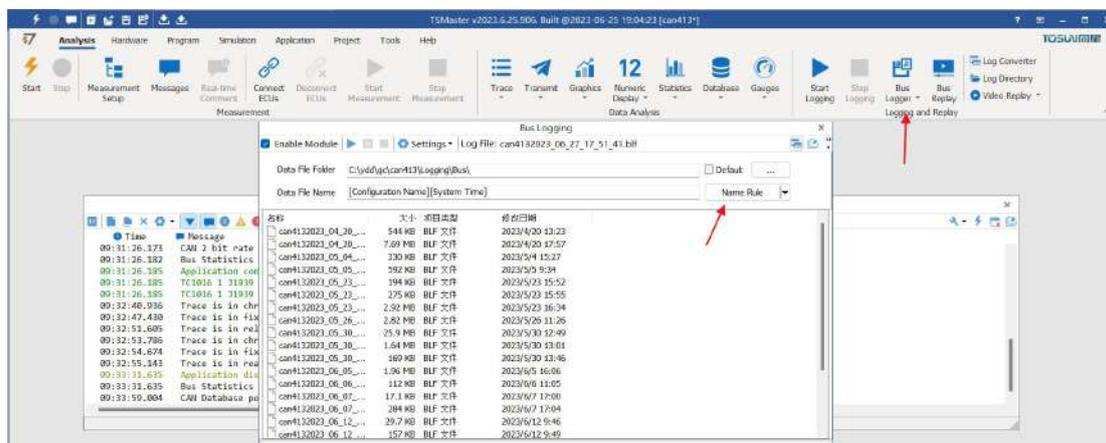 TSMaster v2023.6.25.906. Built @2023-06-25 19:04:23 [can413*]
Analysis Hardware Program Simulation Application Project Tools Help
TOSUN同星
Start Stop Measurement Setup Messages Real-time Comment Connect ECUs Disconnect ECUs Start Measurement Stop Measurement Trace Transmit Graphics 12 Numeric Display Statistics Database Gauges Start Logging Stop Logging Bus Logger Bus Replay
Log Converter
Log Directory
Video Replay
Measurement Data Analysis Logging and Replay
Bus Logging
Enable Module Settings Log File: can4132023_06_27_17_51_41.blf
Data File Folder C:\ydd\gc\can413\Logging\Bus\ Default ...
Data File Name [Configuration Name][System Time] Name Rule
名称 大小 项目类型 修改日期
can4132023_04_20_... 544 KB BLF 文件 2023/4/20 13:23
can4132023_04_20_... 7.69 MB BLF 文件 2023/4/20 17:57
can4132023_05_04_... 330 KB BLF 文件 2023/5/4 15:27
can4132023_05_05_... 592 KB BLF 文件 2023/5/5 9:34
can4132023_05_23_... 194 KB BLF 文件 2023/5/23 15:52
can4132023_05_23_... 275 KB BLF 文件 2023/5/23 15:55
can4132023_05_23_... 2.92 MB BLF 文件 2023/5/23 16:34
can4132023_05_26_... 2.82 MB BLF 文件 2023/5/26 11:26
can4132023_05_30_... 25.9 MB BLF 文件 2023/5/30 12:49
can4132023_05_30_... 1.64 MB BLF 文件 2023/5/30 13:01
can4132023_05_30_... 169 KB BLF 文件 2023/5/30 13:46
can4132023_06_05_... 1.96 MB BLF 文件 2023/6/5 16:06
can4132023_06_06_... 112 KB BLF 文件 2023/6/6 11:05
can4132023_06_07_... 17.1 KB BLF 文件 2023/6/7 17:00
can4132023_06_07_... 284 KB BLF 文件 2023/6/7 17:04
can4132023_06_12_... 29.7 KB BLF 文件 2023/6/12 9:46
can4132023_06_12_... 157 KB BLF 文件 2023/6/12 9:49
Time Message
09:31:26.173 CAN 2 bit rate
09:31:26.182 Bus Statistics
09:31:26.185 Application con
09:31:26.185 TC1016 1 J1939
09:31:26.185 TC1016 1 J1939
09:32:40.936 Trace is in chr
09:32:47.430 Trace is in fix
09:32:51.605 Trace is in rel
09:32:53.786 Trace is in chr
09:32:54.674 Trace is in fix
09:32:55.143 Trace is in rea
09:33:31.635 Application dis
09:33:31.635 Bus Statistics
09:33:59.004 CAN Database po